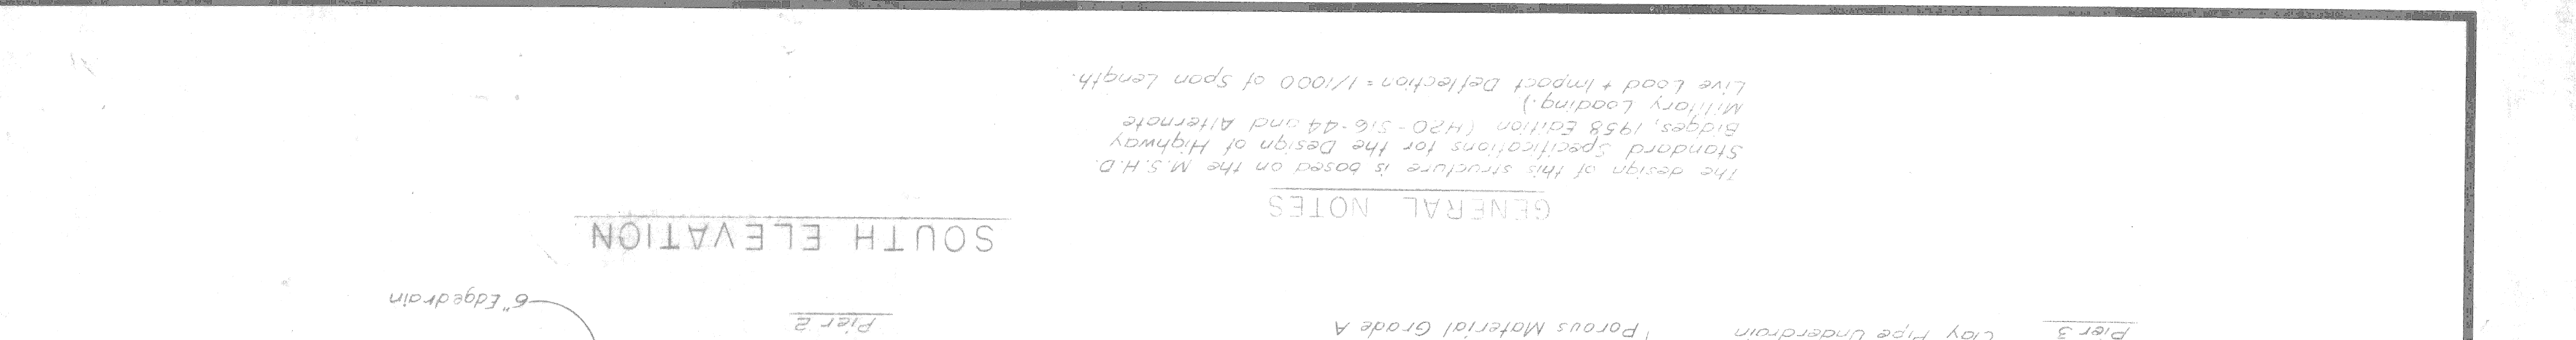 Pier 3
Clay Pipe Underdrain
Porous Material Grade A
Pier 2
6" Edgedrain
SOUTH ELEVATION
GENERAL NOTES
The design of this structure is based on the M.S.H.D.
Standard Specifications for the Design of Highway
Bidges, 1958 Edition (H20-S16-44 and Alternate
Military Loading.)
Live Load + Impact Deflection = 1/1000 of Span Length.